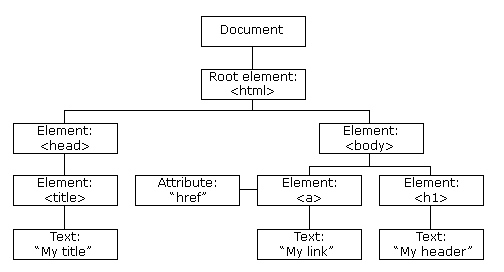 Document
Root element:
<html>
Element:
<head>
Element:
<body>
Element:
<title>
Attribute:
“href”
Element:
<a>
Element:
<h1>
Text:
“My title”
Text:
“My link”
Text:
“My header”